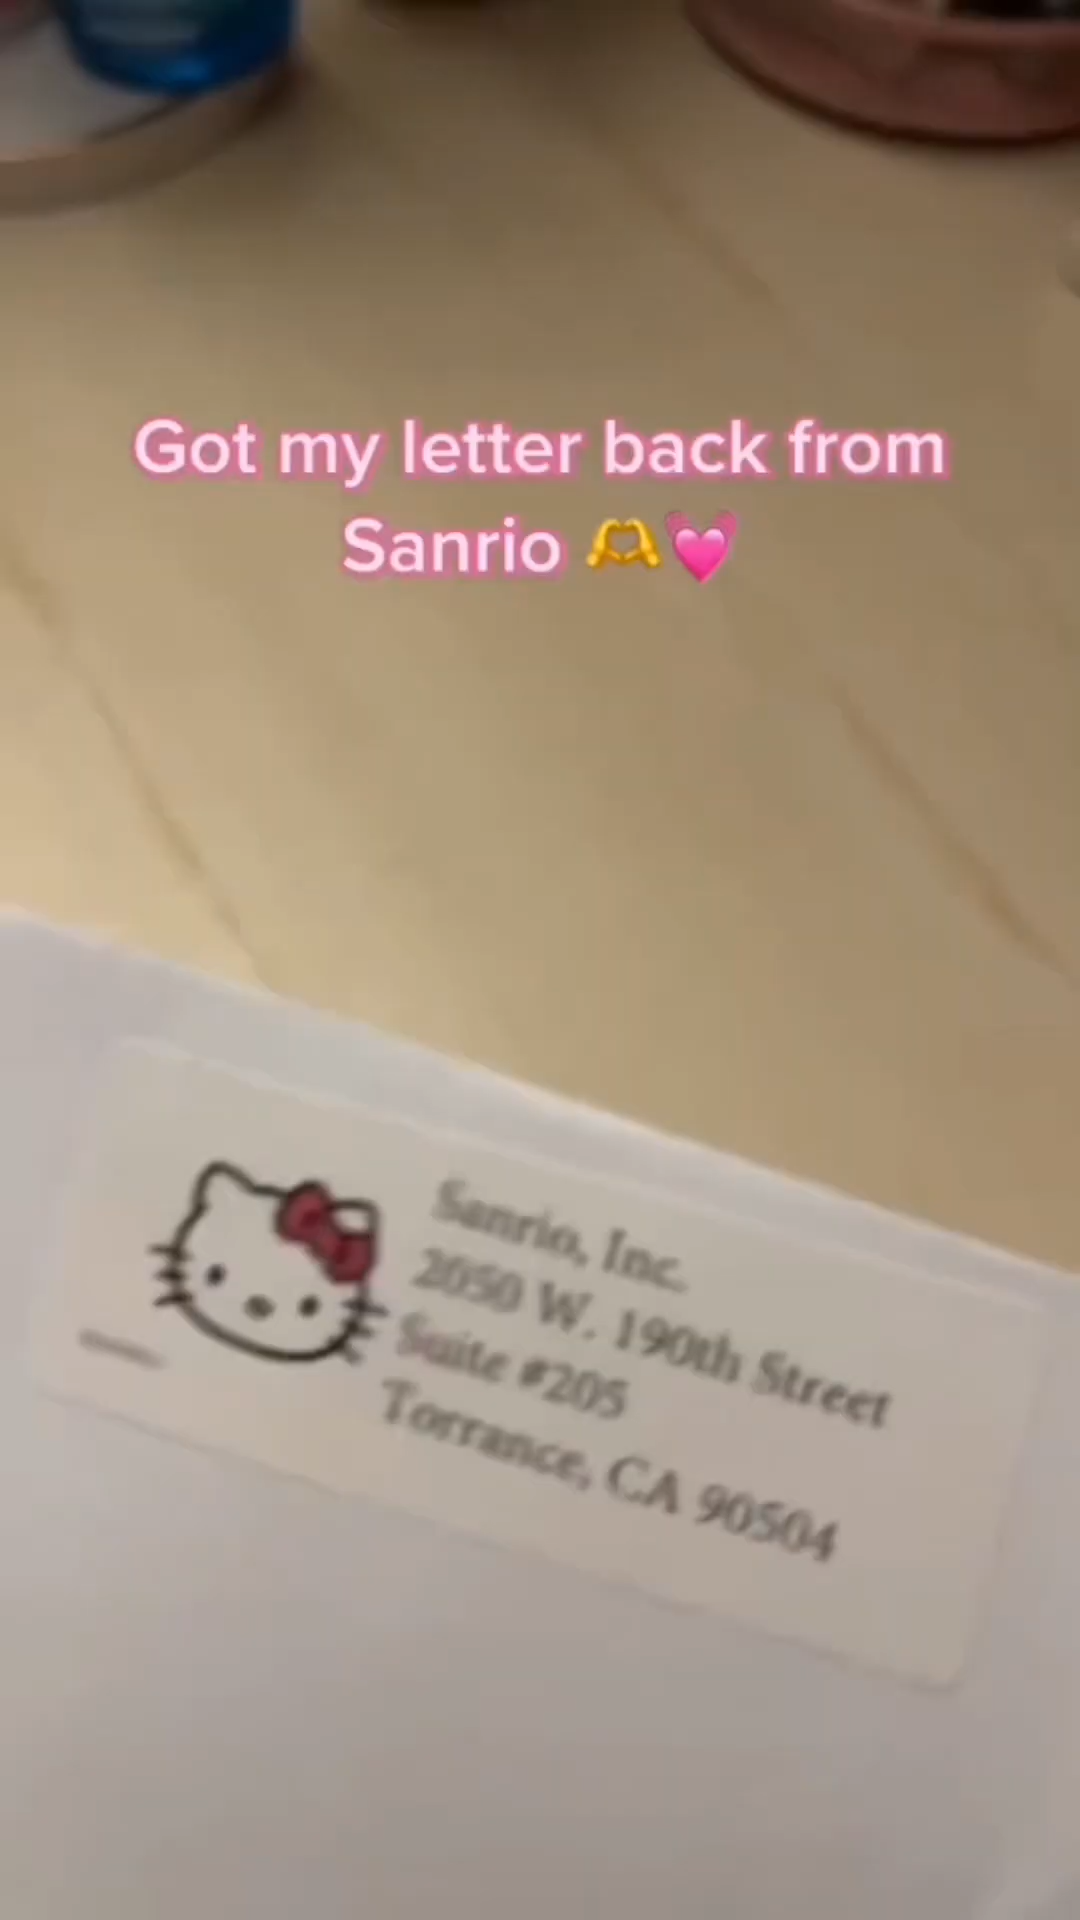 Got my letter back from
Sanrio 🫶💓
Sanrio, Inc.
2050 W. 190th Street
Suite #205
Torrance, CA 90504